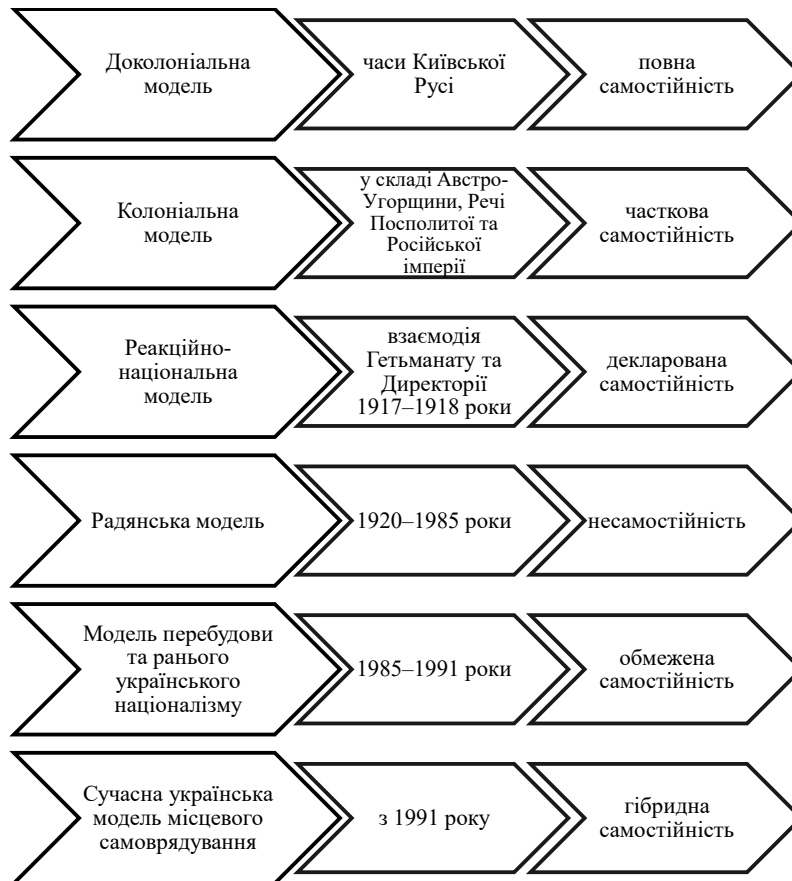 Доколоніальна
модель
часи Київської
Русі
повна
самостійність
Колоніальна
модель
у складі Австро-
Угорщини, Речі
Посполитої та
Російської
імперії
часткова
самостійність
Реакційно-
національна
модель
взаємодія
Гетьманату та
Директорії
1917–1918 роки
декларована
самостійність
Радянська модель
1920–1985 роки
несамостійність
Модель перебудови
та ранього
українського
націоналізму
1985–1991 роки
обмежена
самостійність
Сучасна українська
модель місцевого
самоврядування
з 1991 року
гібридна
самостійність